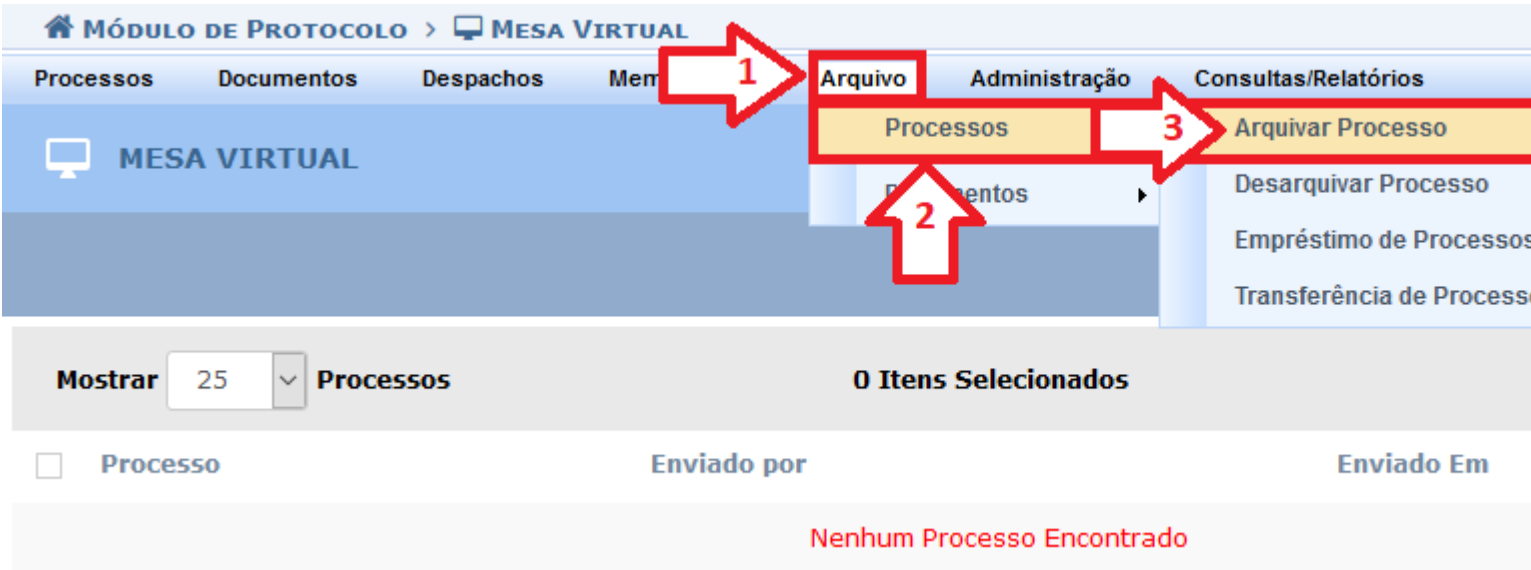 MÓDULO DE PROTOCOLO > MESA VIRTUAL
Processos Documentos Despachos 1 Arquivo Administração Consultas/Relatórios
Processos 3 Arquivar Processo
MESA VIRTUAL
2 Desarquivar Processo
Empréstimo de Processos
Transferência de
Mostrar 25 Processos 0 Itens Selecionados
Processo Enviado por Enviado Em
Nenhum Processo Encontrado